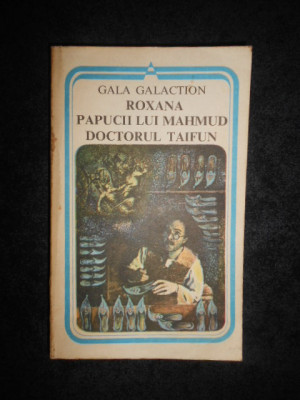 GALA GALACTION
ROXANA
PAPUCII LUI MAHMUD
DOCTORUL TAIFUN